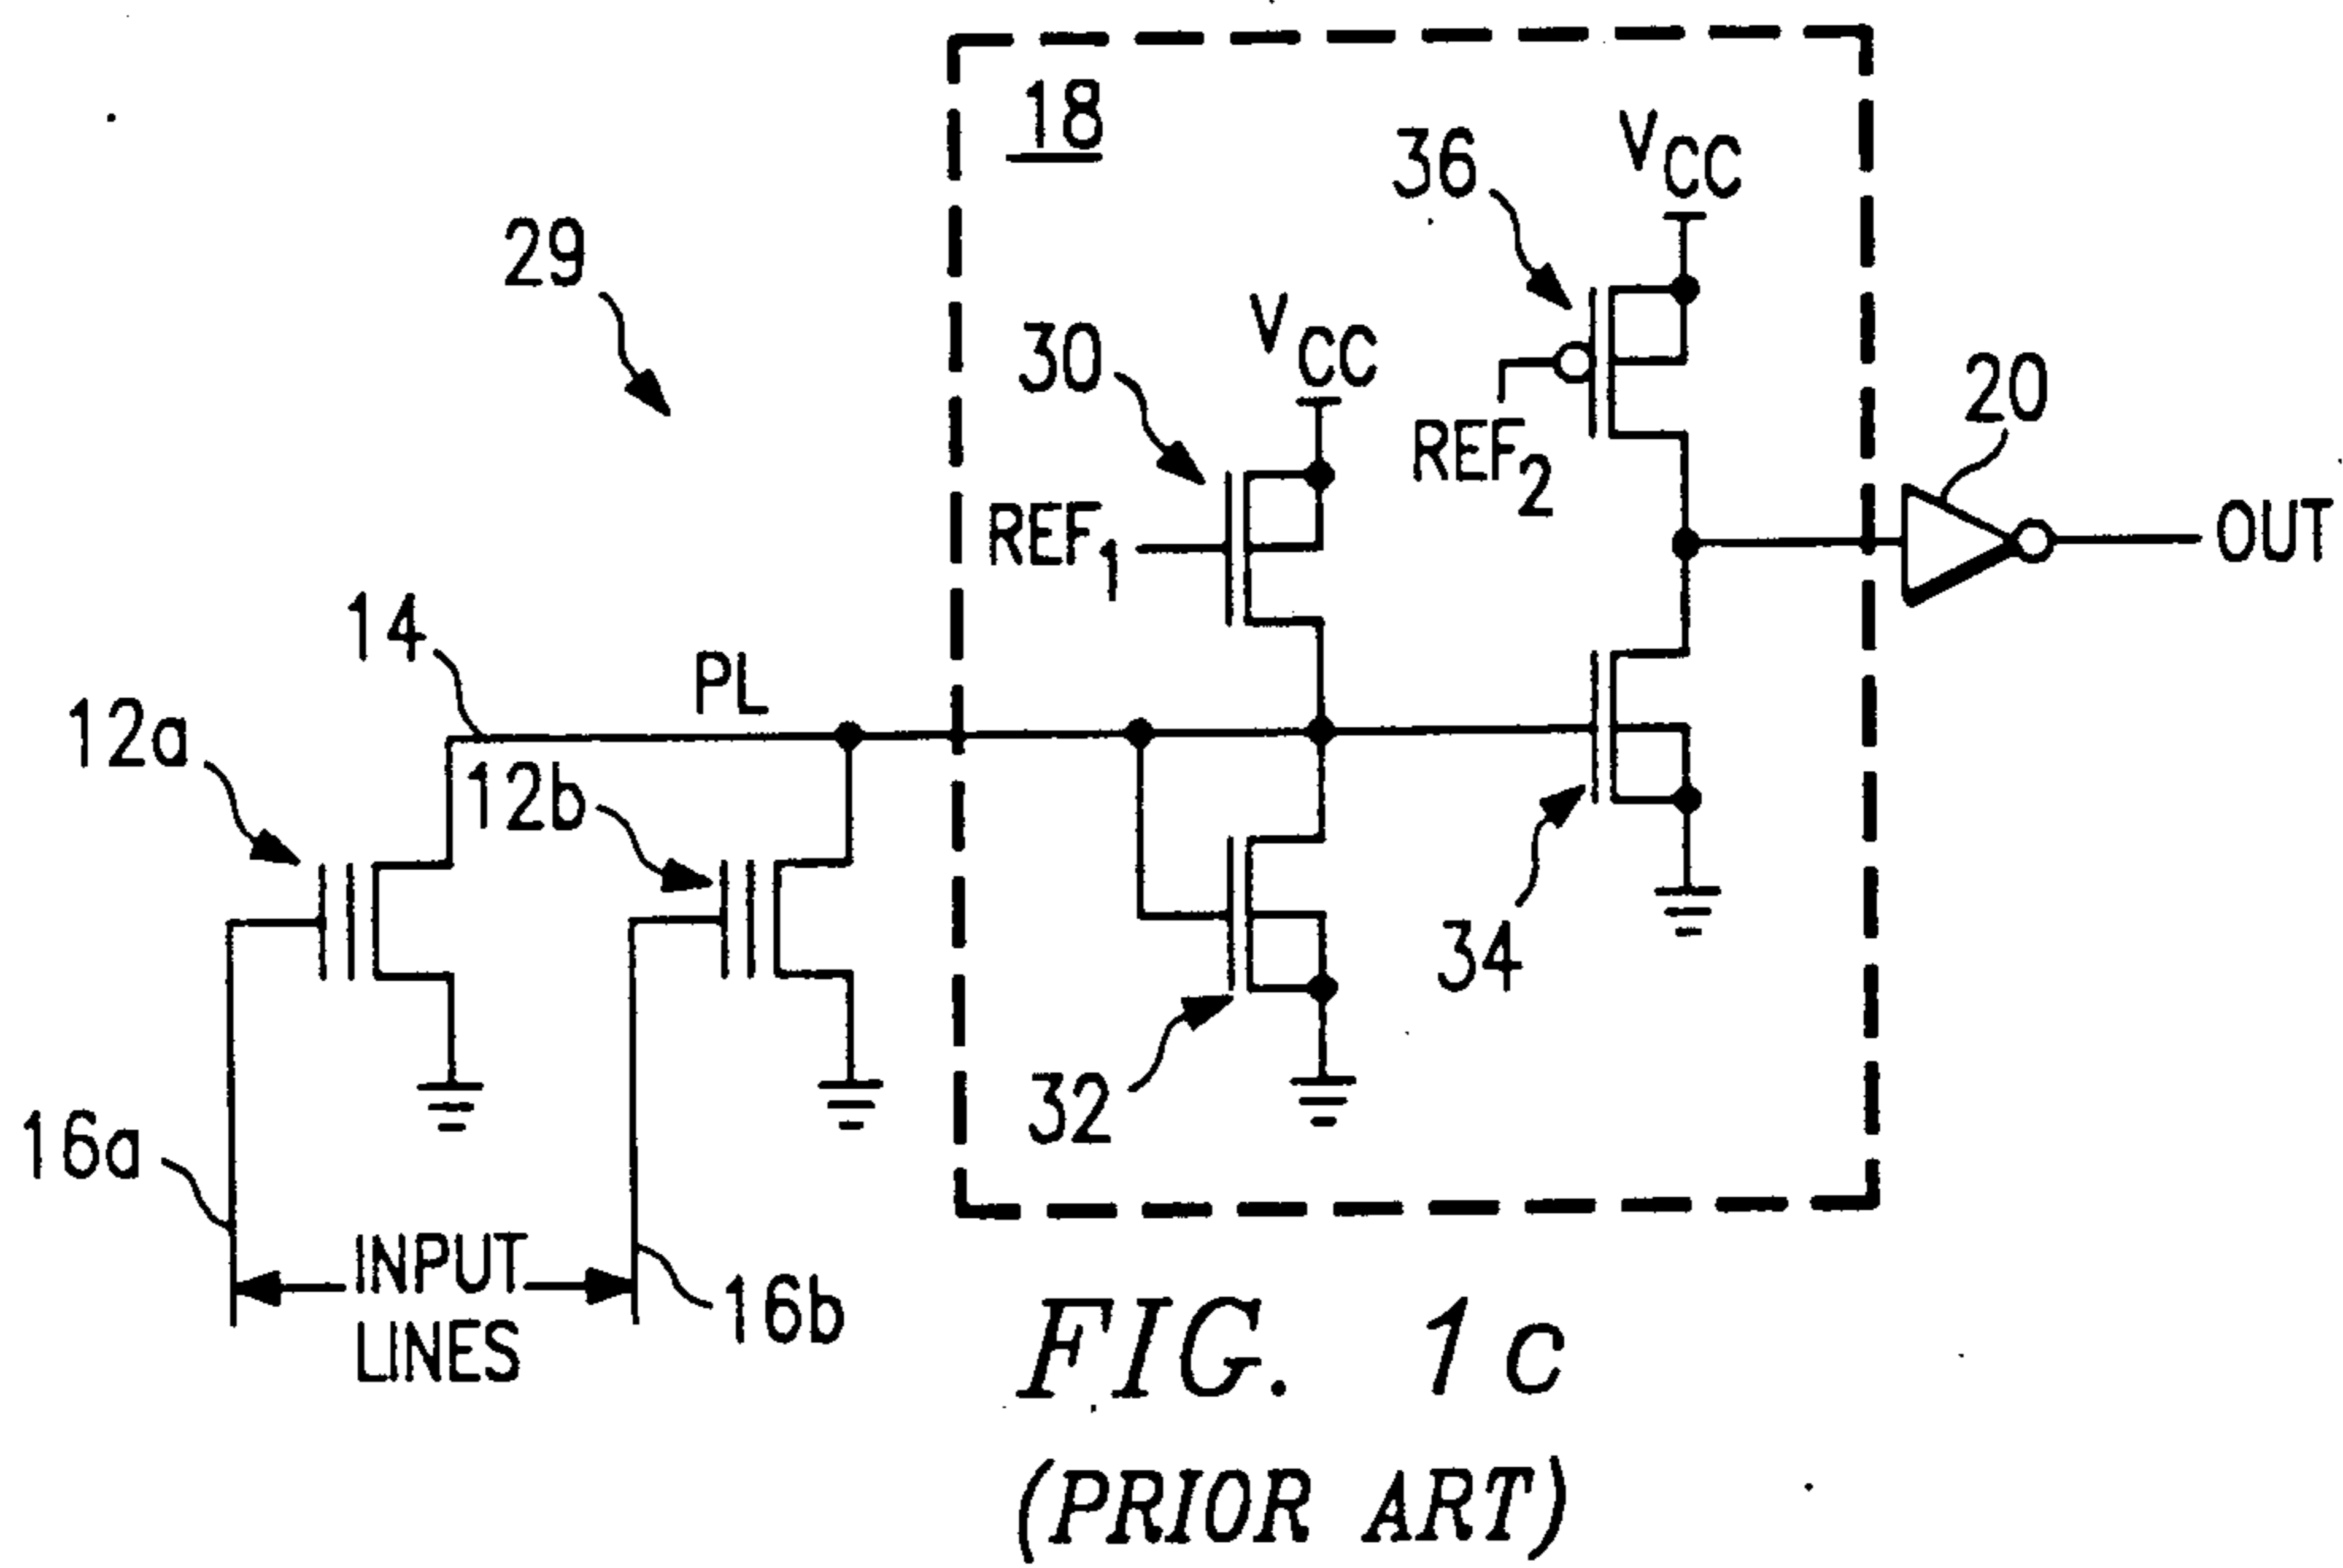 18
36
VCC
29
30
VCC
20
REF2
REF1
OUT
14
PL
12a
12b
34
32
16a
INPUT
LINES
16b
FIG. 1c
(PRIOR ART)